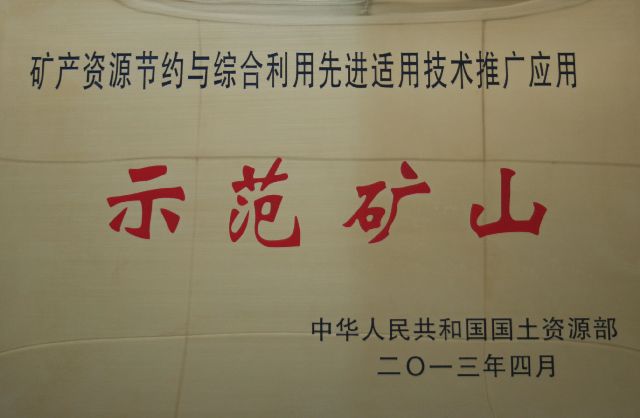 矿产资源节约与综合利用先进适用技术推广应用
示范矿山
中华人民共和国国土资源部
二〇一三年四月